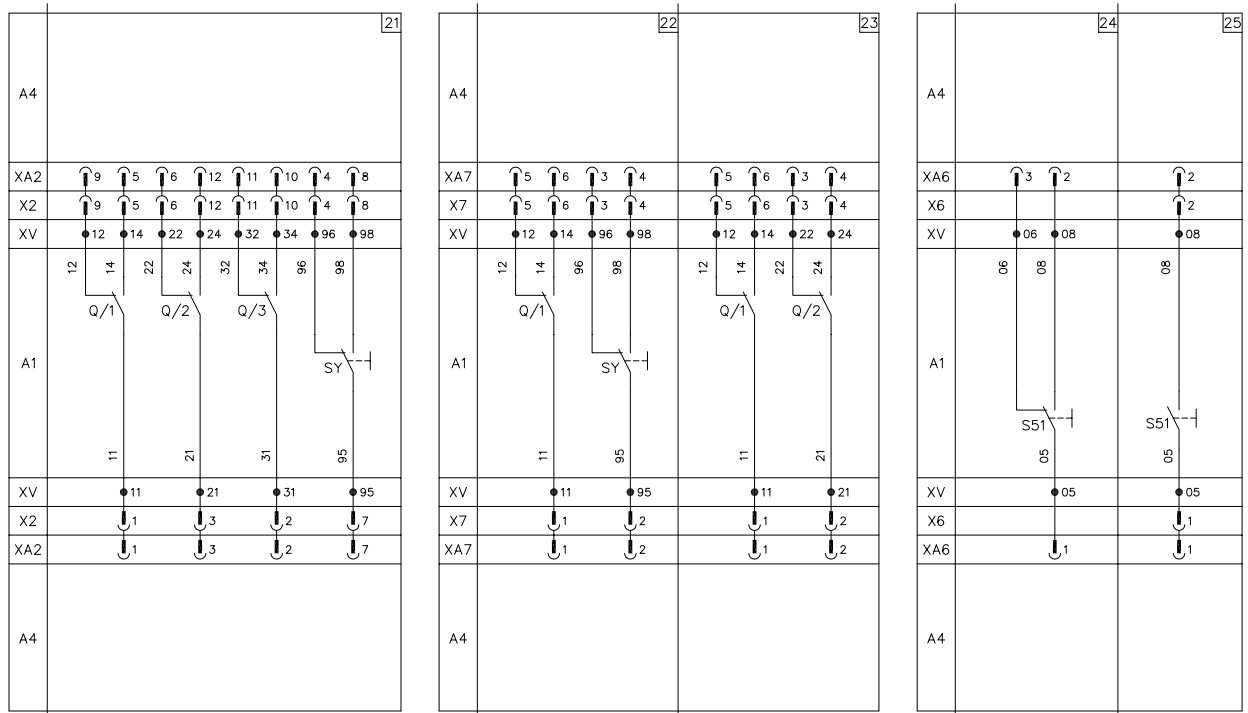 21 22 23 24 25
A4 A4 A4
XA2 9 5 6 12 11 10 4 8 XA7 5 6 3 4 5 6 3 4 XA6 3 2 2
X2 9 5 6 12 11 10 4 8 X7 5 6 3 4 5 6 3 4 X6 2
XV 12 14 22 24 32 34 96 98 XV 12 14 96 98 12 14 22 24 XV 06 08 08
12 14 22 24 32 34 96 98 12 14 96 98 12 14 22 24 06 08 08
Q/1 Q/2 Q/3 Q/1 Q/1 Q/2
A1 SY A1 SY A1
S51 S51
11 21 31 95 11 95 11 21 05 05
XV 11 21 31 95 XV 11 95 11 21 XV 05 05
X2 1 3 2 7 X7 1 2 1 2 X6 1
XA2 1 3 2 7 XA7 1 2 1 2 XA6 1 1
A4 A4 A4